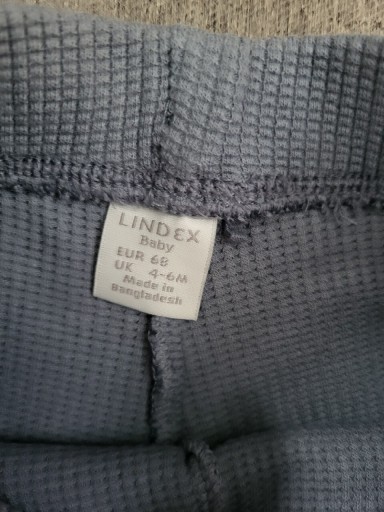 LINDEX
Baby
EUR 68
UK 4-6M
Made in
Bangladesh